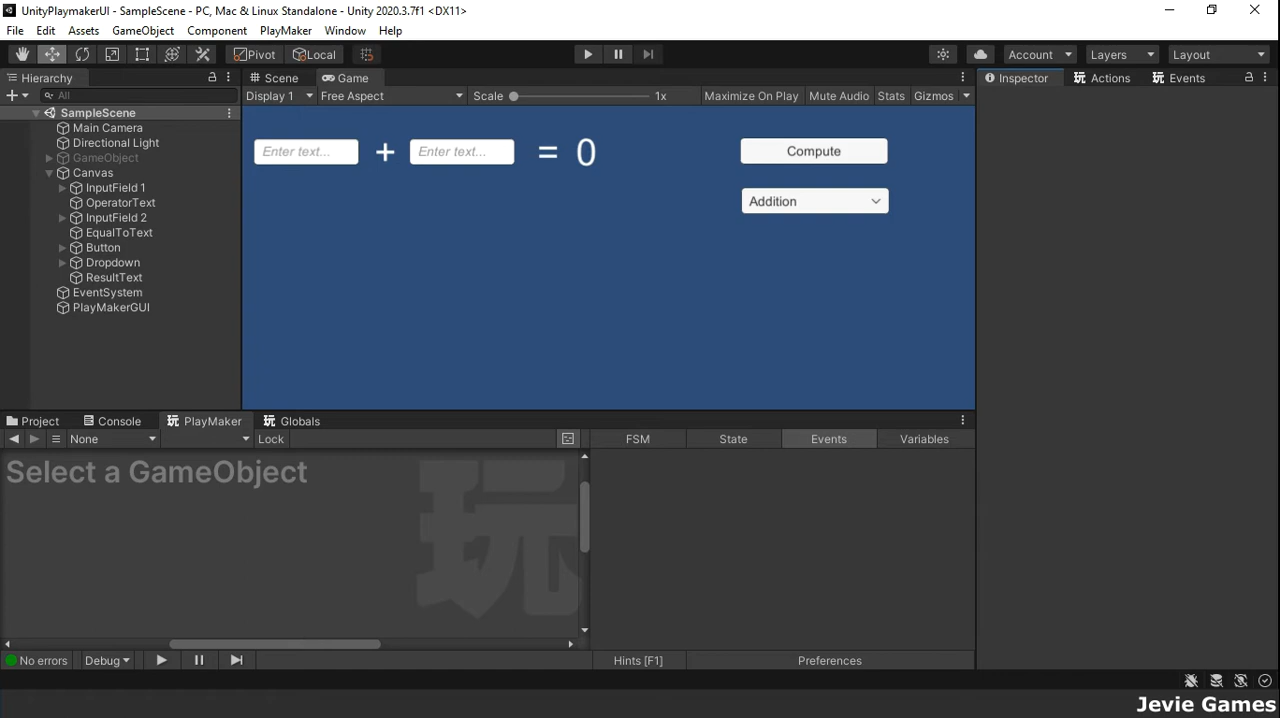 UnityPlaymakerUI - SampleScene - PC, Mac & Linux Standalone - Unity 2020.3.7f1 <DX11>
File Edit Assets GameObject Component PlayMaker Window Help
Pivot Local Account Layers Layout
Hierarchy Scene Game Inspector Actions Events
All Display 1 Free Aspect Scale 1x Maximize On Play Mute Audio Stats Gizmos
SampleScene
Main Camera
Directional Light
GameObject
Canvas
InputField 1
OperatorText
InputField 2
EqualToText
Button
Dropdown
ResultText
EventSystem
PlayMakerGUI
Enter text... + Enter text... = 0 Compute
Addition
Project Console PlayMaker 玩 Globals
None Lock FSM State Events Variables
Select a GameObject
玩
No errors Debug Hints [F1] Preferences
Jevie Games